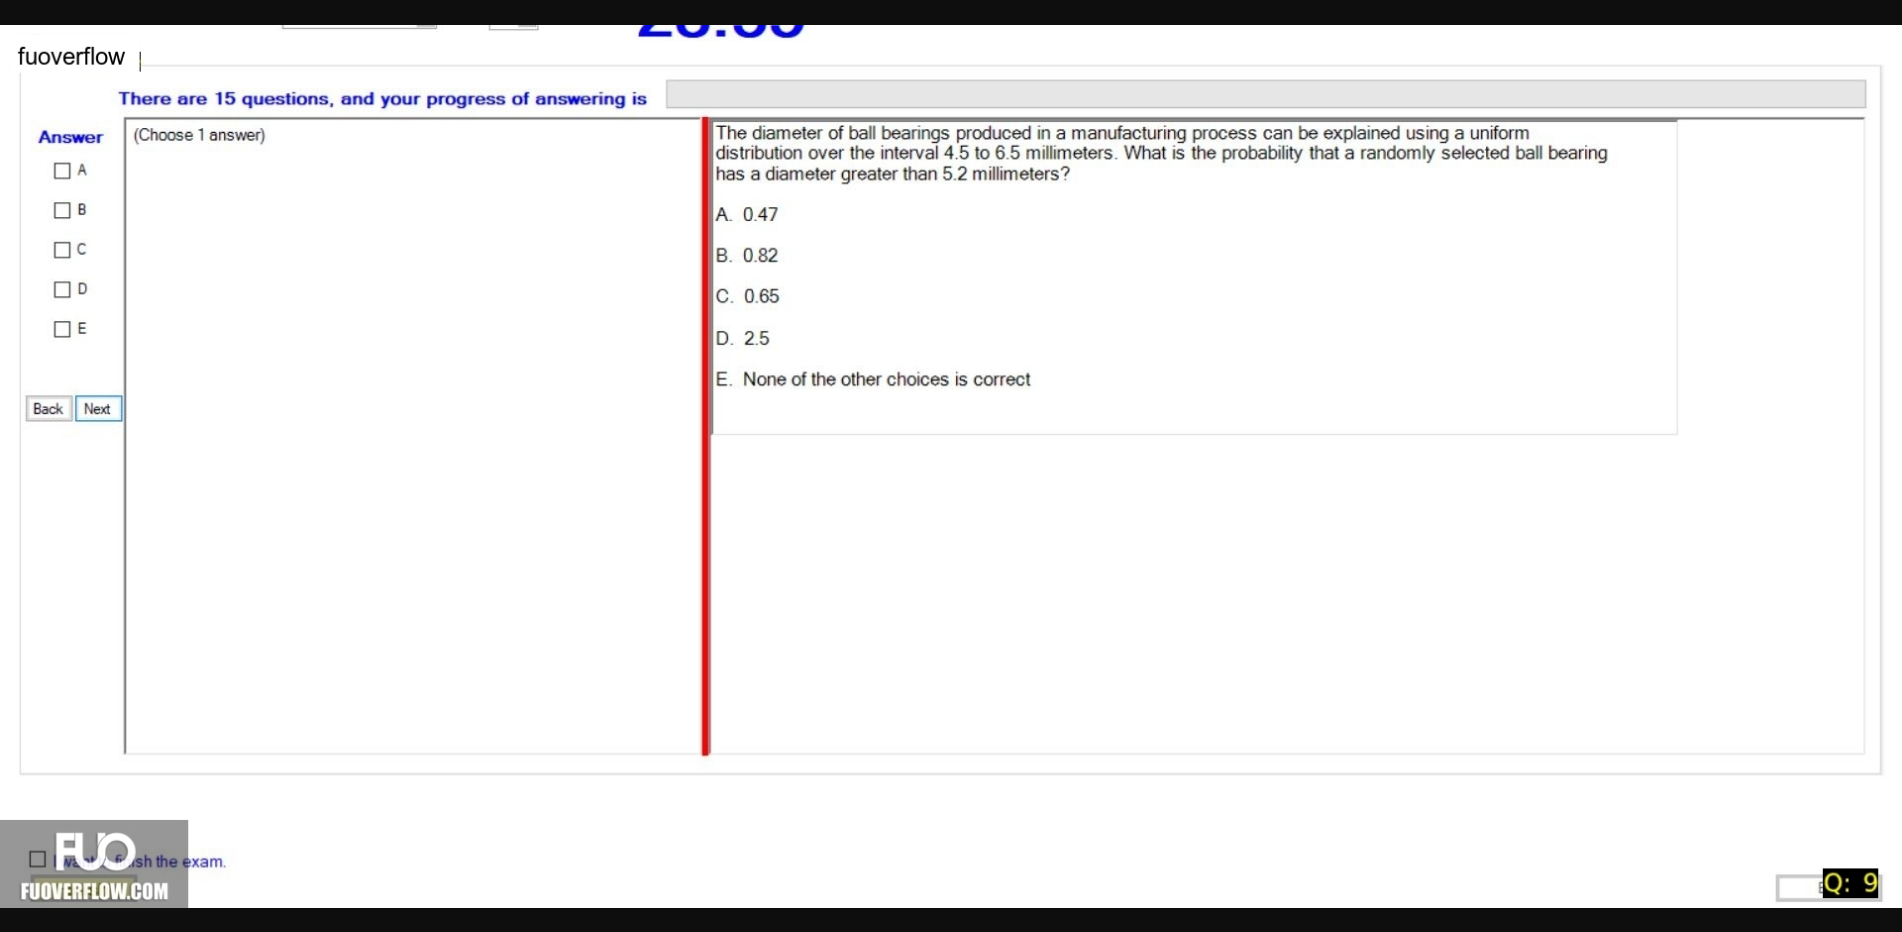 fuoverflow
There are 15 questions, and your progress of answering is
Answer
(Choose 1 answer)
A
B
C
D
E
Back Next
The diameter of ball bearings produced in a manufacturing process can be explained using a uniform
distribution over the interval 4.5 to 6.5 millimeters. What is the probability that a randomly selected ball bearing
has a diameter greater than 5.2 millimeters?
A. 0.47
B. 0.82
C. 0.65
D. 2.5
E. None of the other choices is correct
FUO
the exam.
FUOVERFLOW.COM
Q: 9